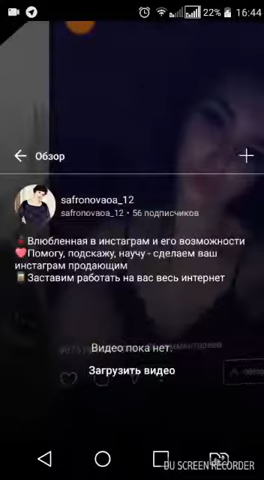 22% 16:44
Обзор
safronovaoa_12
safronovaoa_12 • 56 подписчиков
Влюбленная в инстаграм и его возможности
Помогу, подскажу, научу - сделаем ваш
инстаграм продающим
Заставим работать на вас весь интернет
Видео пока нет.
Загрузить видео
DU SCREEN RECORDER